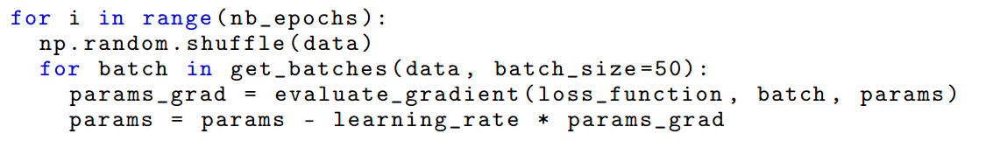 for i in range(nb_epochs):
  np.random.shuffle(data)
  for batch in get_batches(data, batch_size=50):
    params_grad = evaluate_gradient(loss_function, batch, params)
    params = params - learning_rate * params_grad